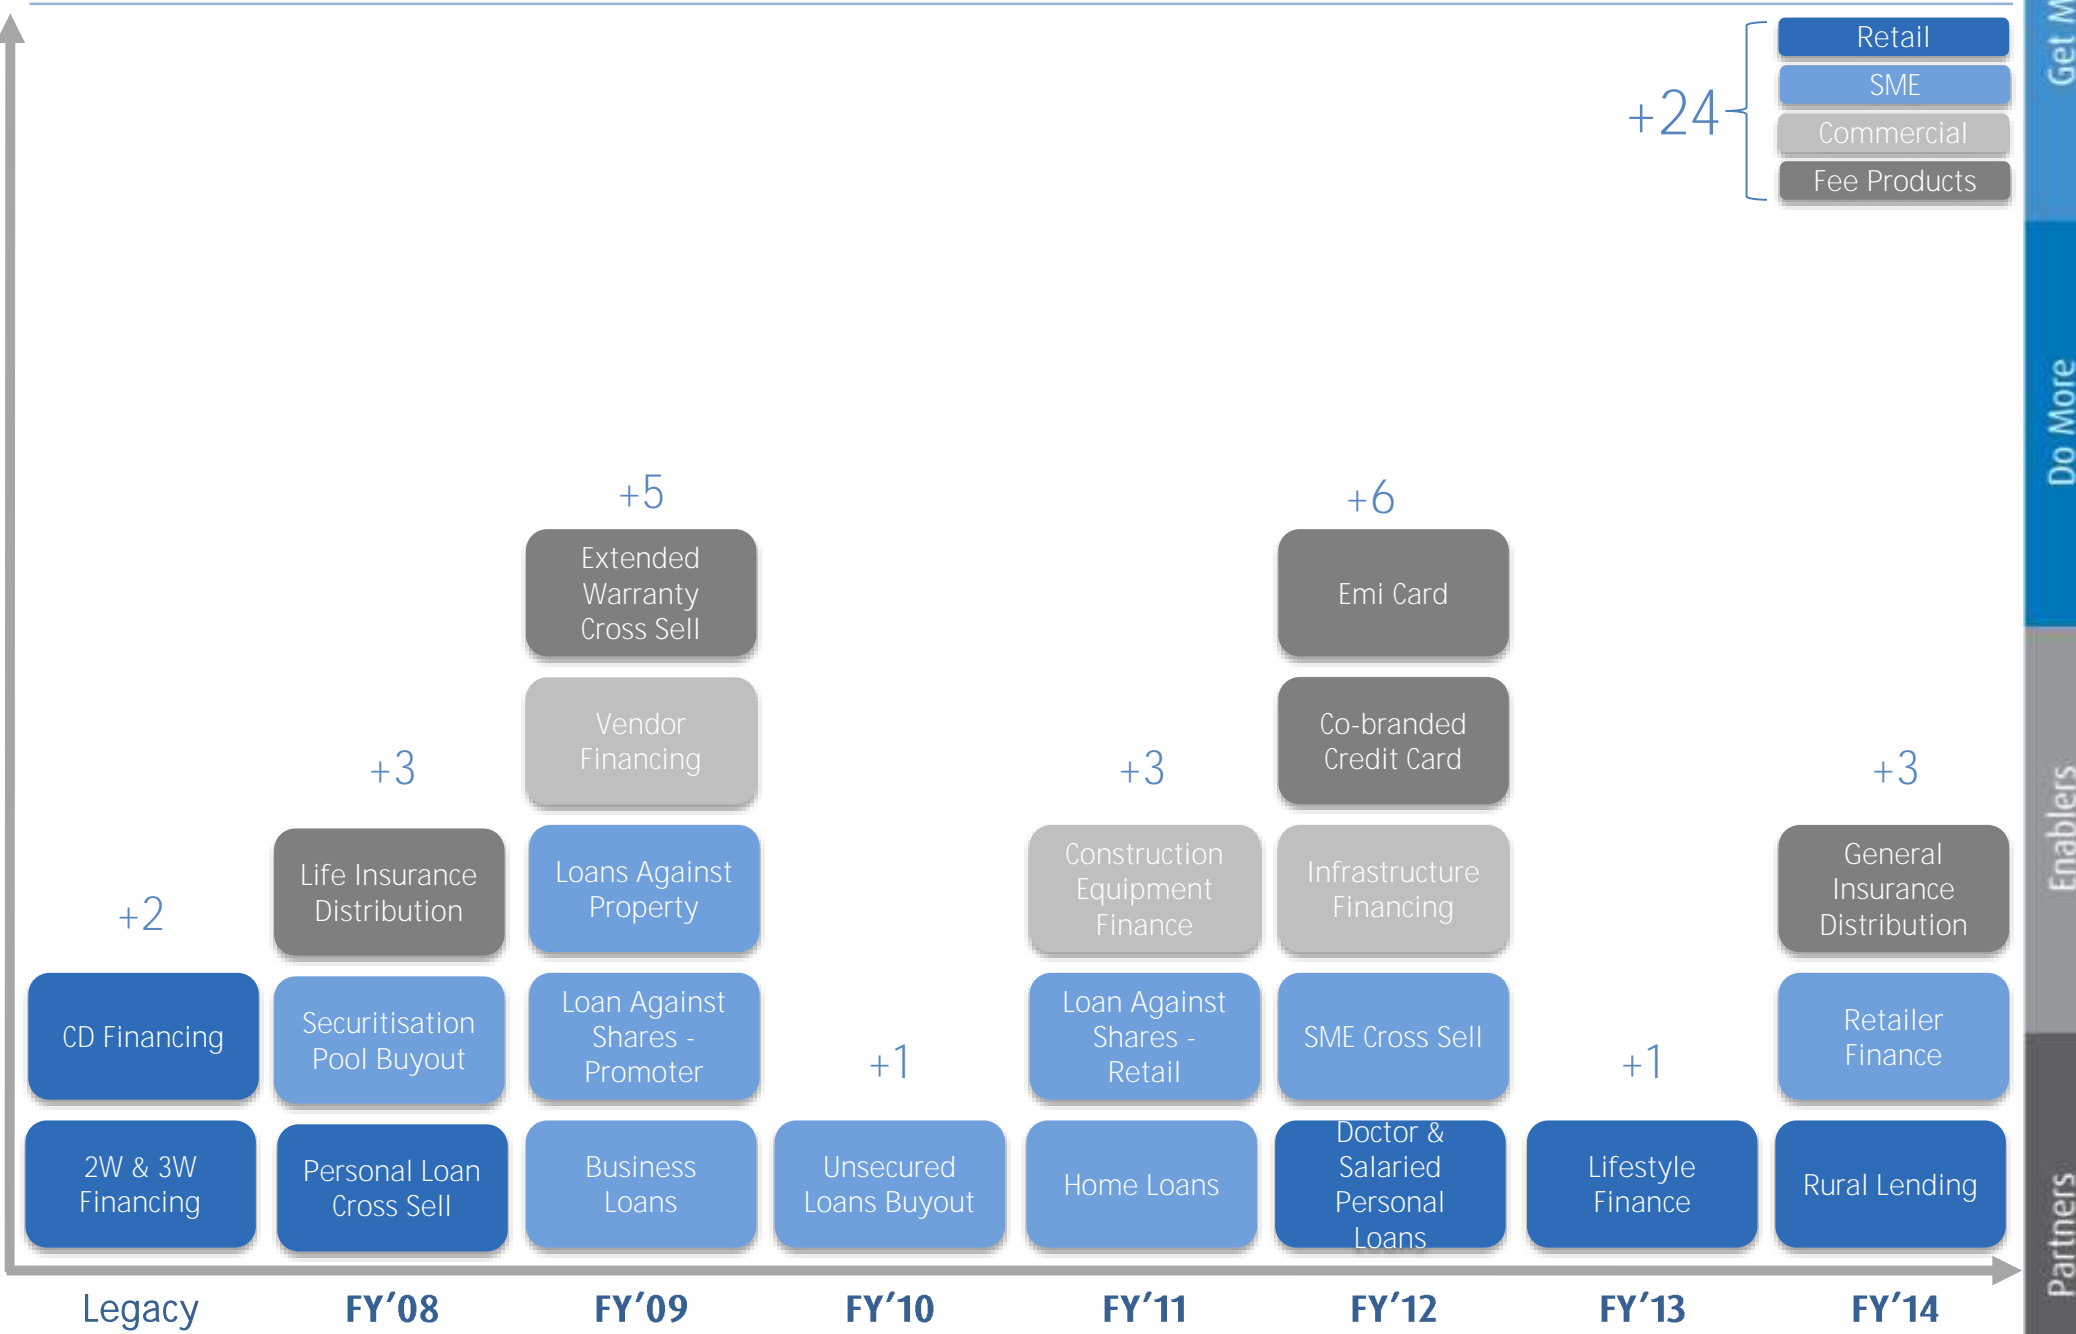 Retail
SME
+24
Commercial
Fee Products
+5
+6
Extended
Warranty
Cross Sell
Emi Card
Vendor
Financing
Co-branded
Credit Card
+3
+3
+3
Life Insurance
Distribution
Loans Against
Property
Construction
Equipment
Finance
Infrastructure
Financing
General
Insurance
Distribution
+2
CD Financing
Securitisation
Pool Buyout
Loan Against
Shares -
Promoter
+1
Loan Against
Shares -
Retail
SME Cross Sell
+1
Retailer
Finance
2W & 3W
Financing
Personal Loan
Cross Sell
Business
Loans
Unsecured
Loans Buyout
Home Loans
Doctor &
Salaried
Personal
Loans
Lifestyle
Finance
Rural Lending
Legacy
FY'08
FY'09
FY'10
FY'11
FY'12
FY'13
FY'14
Get
Do More
Enablers
Partners